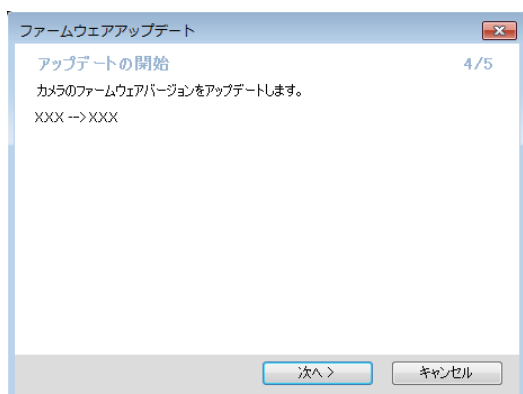 ファームウェアアップデート
アップデートの開始 4/5
カメラのファームウェアバージョンをアップデートします。
XXX -->XXX
次へ >
キャンセル